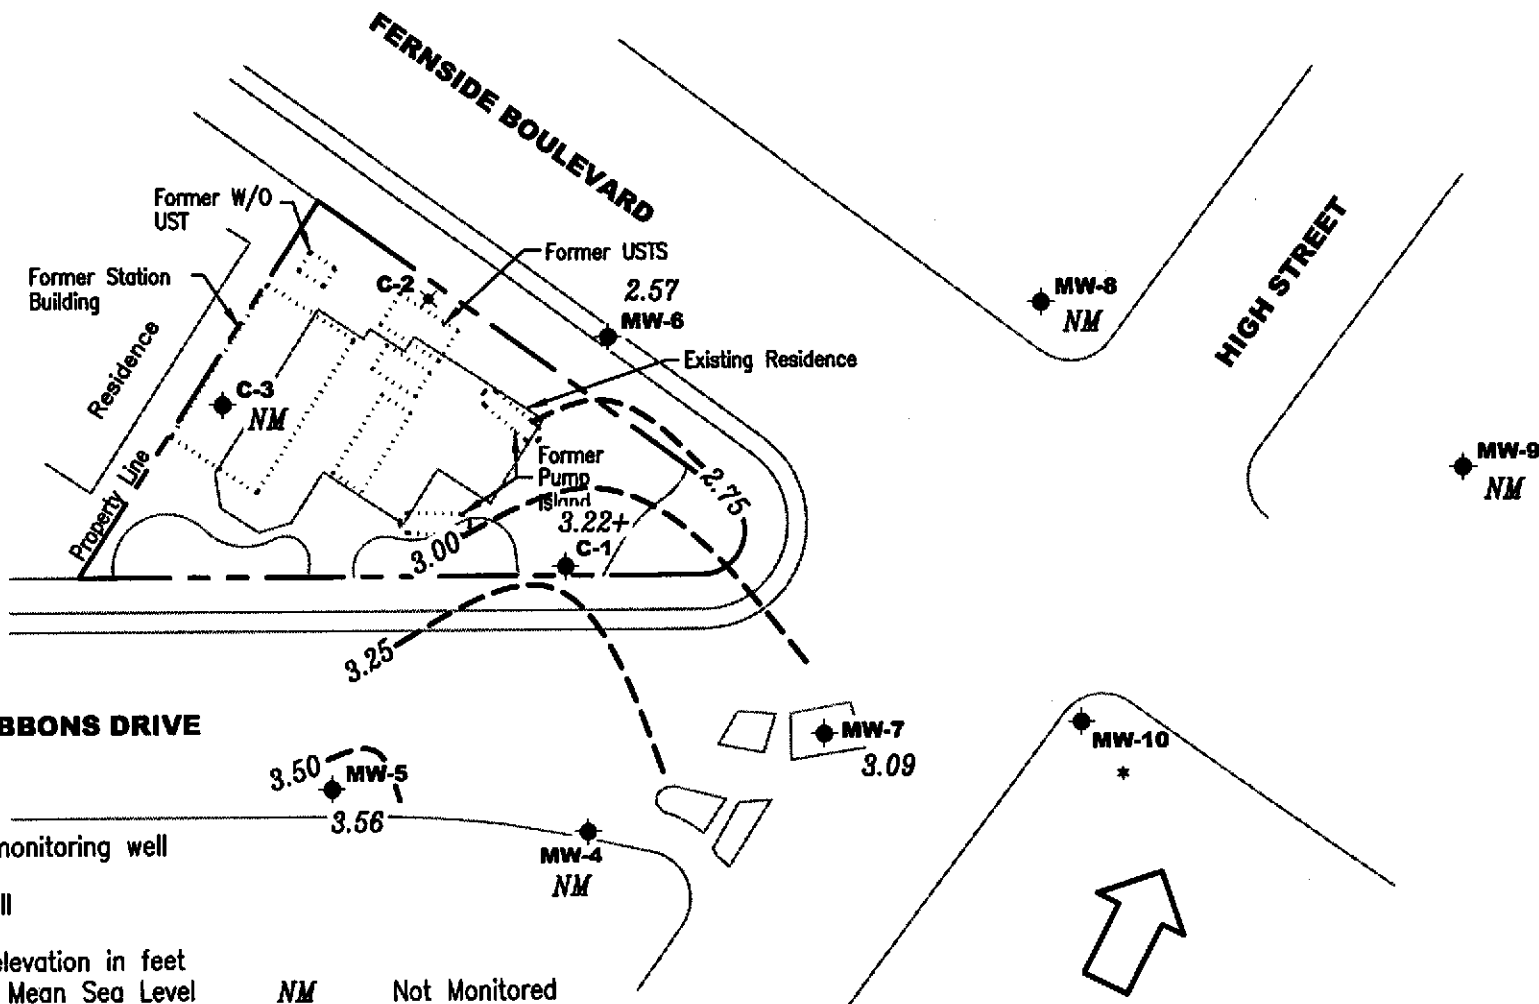 FERNSIDE BOULEVARD
Former W/O
UST
Former USTS
C-2
2.57
MW-6
Former Station
Building
Existing Residence
Residence
C-3
NM
Former
Pump
Island
2.75
3.22+
C-1
3.00
Property Line
3.25
MW-8
NM
HIGH STREET
MW-9
NM
BBONS DRIVE
3.50
MW-5
3.56
MW-7
3.09
MW-10
*
MW-4
NM
monitoring well
ll
elevation in feet
Mean Sea Level
NM Not Monitored